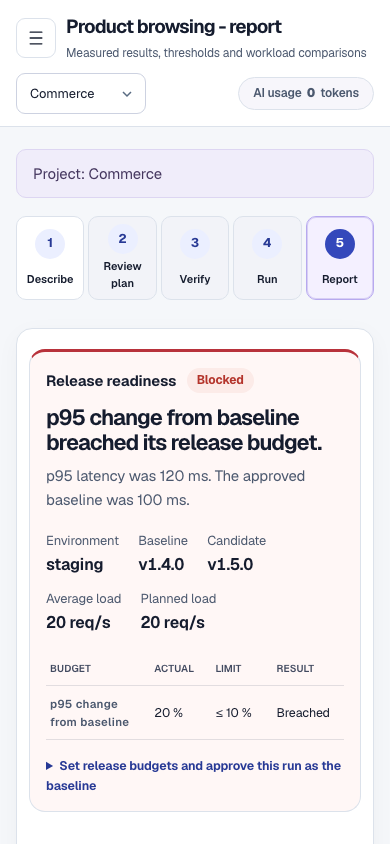 Product browsing - report
Measured results, thresholds and workload comparisons
Commerce
AI usage 0 tokens
Project: Commerce
1
Describe
2
Review
plan
3
Verify
4
Run
5
Report
Release readiness Blocked
p95 change from baseline
breached its release budget.
p95 latency was 120 ms. The approved
baseline was 100 ms.
Environment Baseline Candidate
staging v1.4.0 v1.5.0
Average load Planned load
20 req/s 20 req/s
BUDGET ACTUAL LIMIT RESULT
p95 change
from baseline 20 % ≤ 10 % Breached
Set release budgets and approve this run as the
baseline